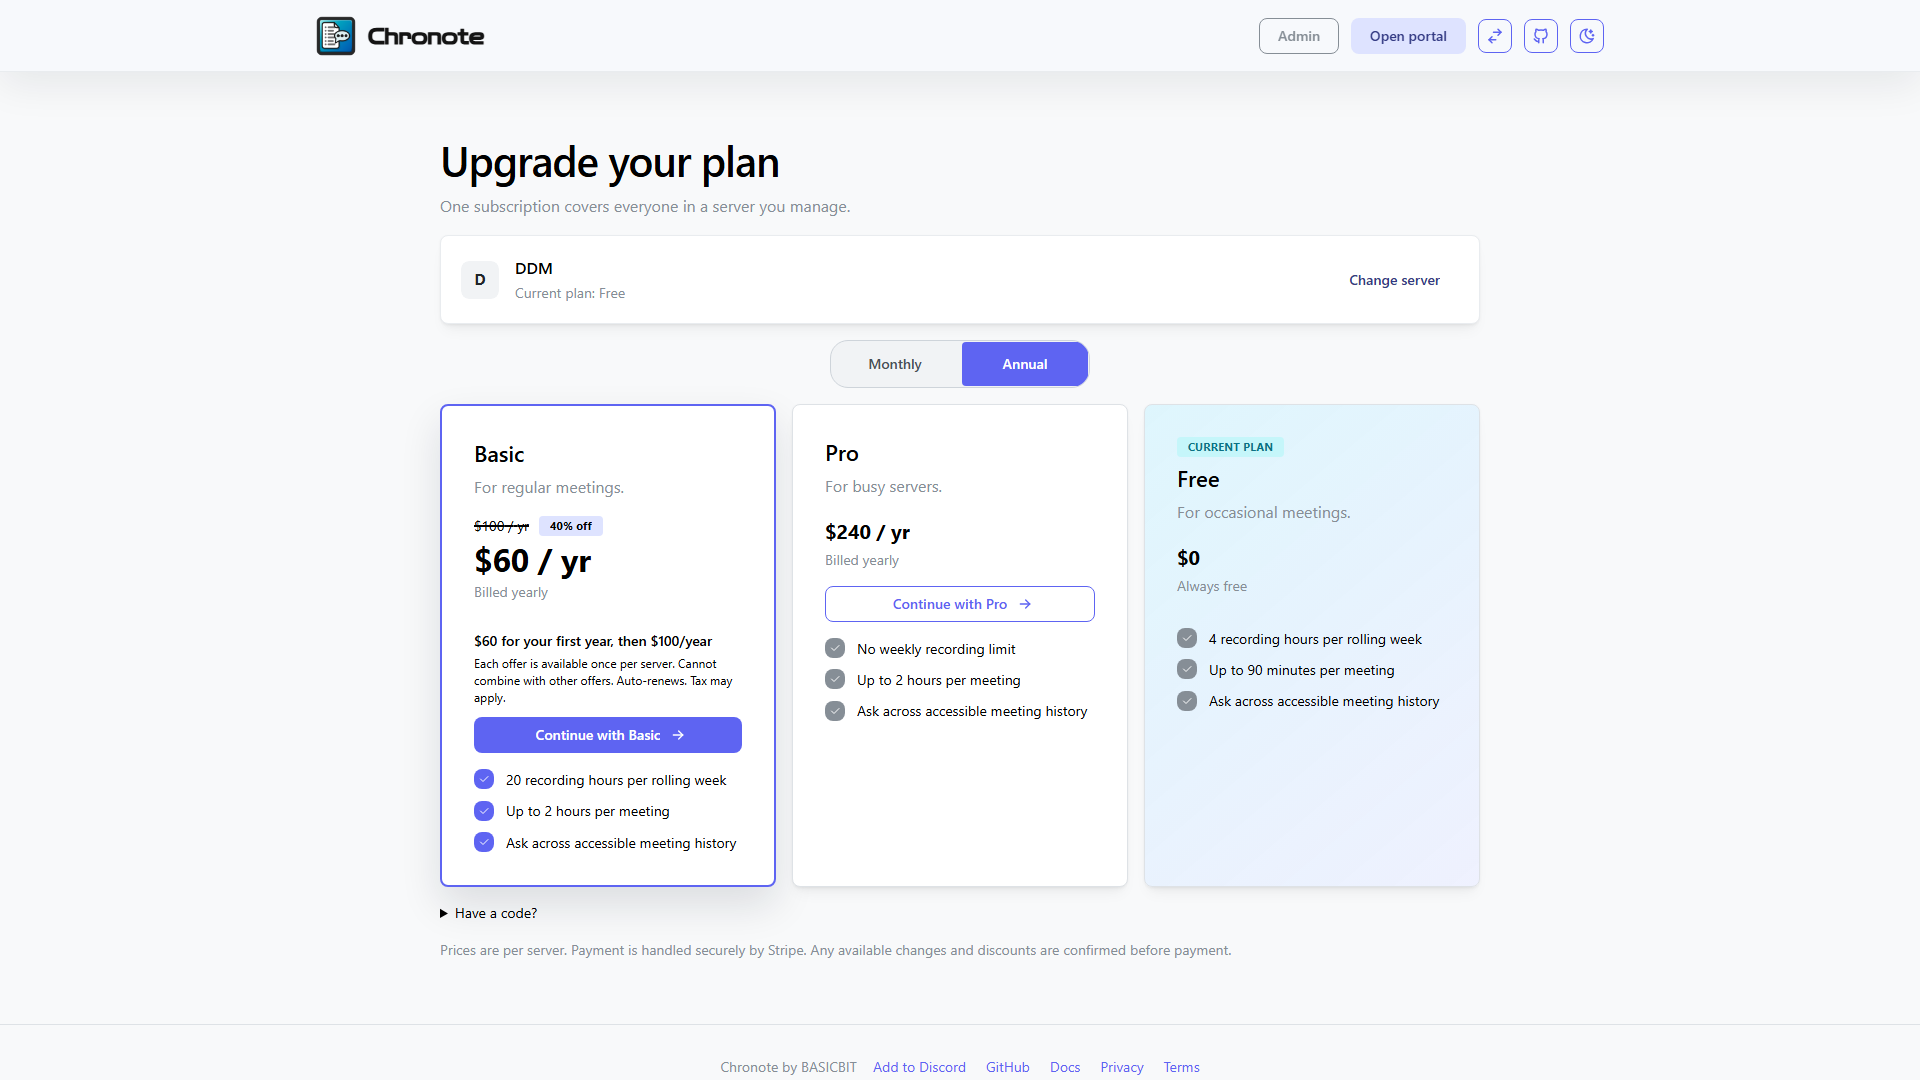 Chronote
Admin
Open portal
Upgrade your plan
One subscription covers everyone in a server you manage.
D
DDM
Current plan: Free
Change server
Monthly
Annual
Basic
For regular meetings.
$100 / yr
40% off
$60 / yr
Billed yearly
$60 for your first year, then $100/year
Each offer is available once per server. Cannot
combine with other offers. Auto-renews. Tax may
apply.
Continue with Basic
20 recording hours per rolling week
Up to 2 hours per meeting
Ask across accessible meeting history
Pro
For busy servers.
$240 / yr
Billed yearly
Continue with Pro
No weekly recording limit
Up to 2 hours per meeting
Ask across accessible meeting history
CURRENT PLAN
Free
For occasional meetings.
$0
Always free
4 recording hours per rolling week
Up to 90 minutes per meeting
Ask across accessible meeting history
Have a code?
Prices are per server. Payment is handled securely by Stripe. Any available changes and discounts are confirmed before payment.
Chronote by BASICBIT
Add to Discord
GitHub
Docs
Privacy
Terms